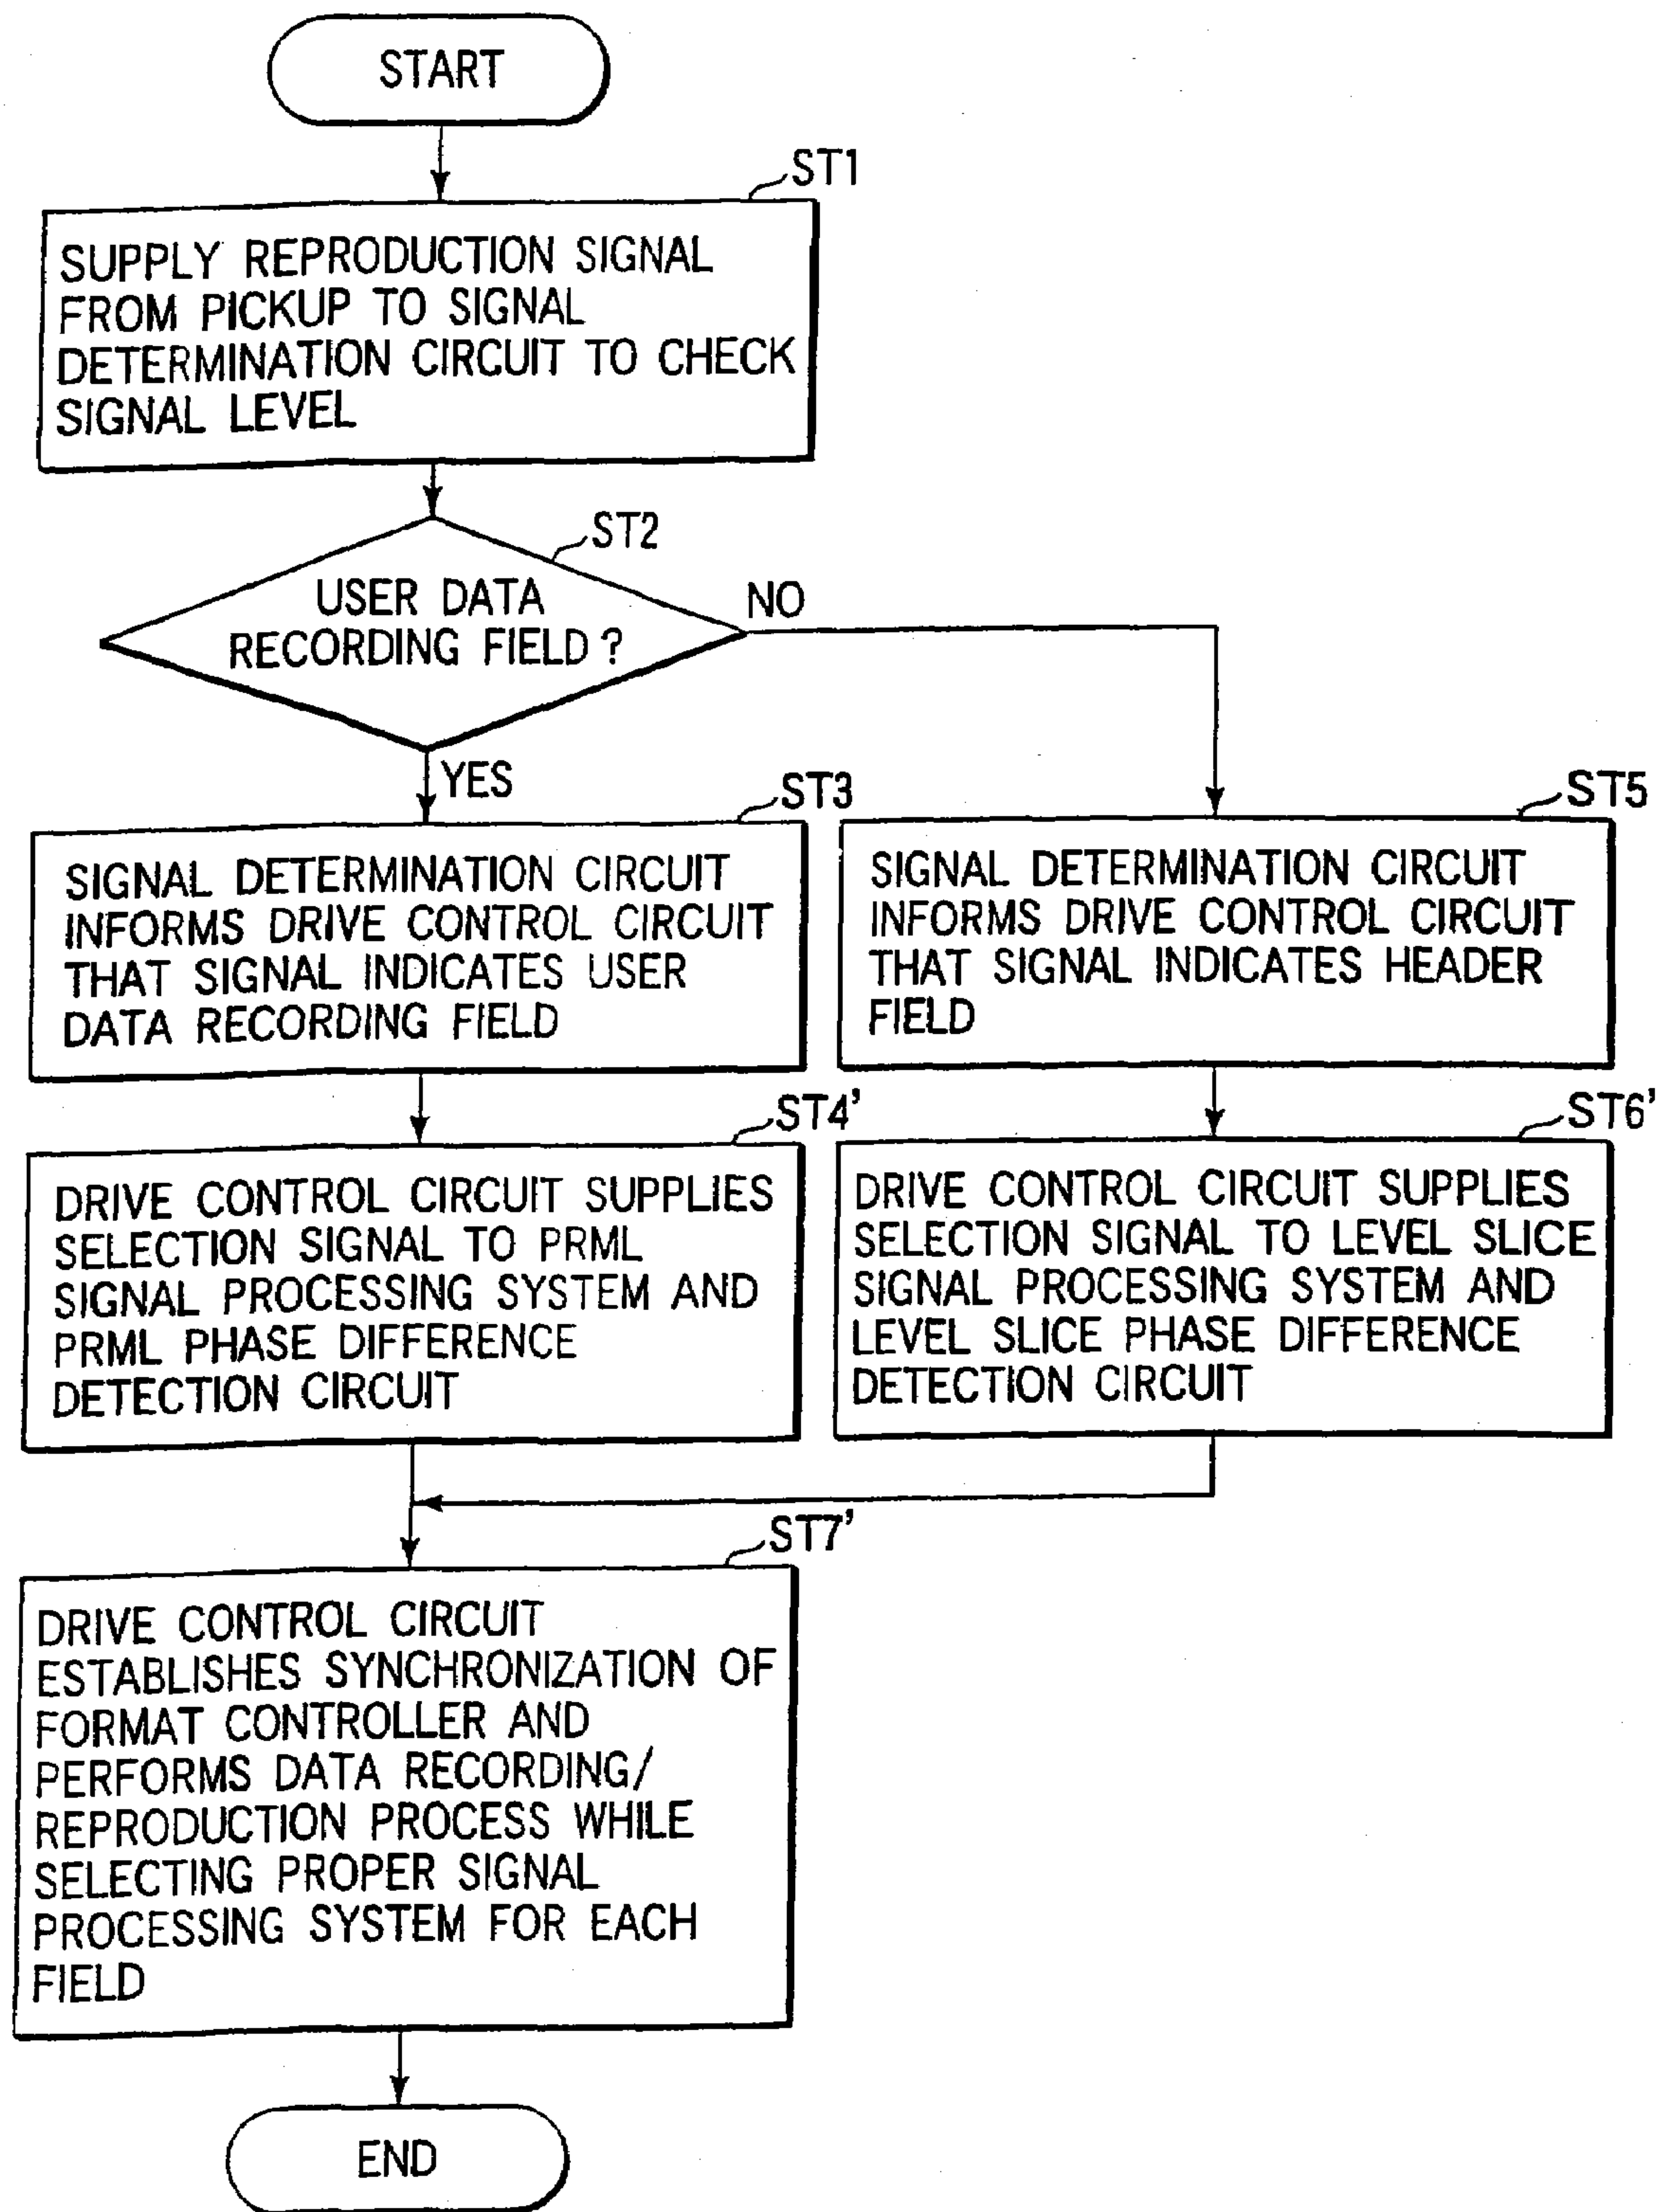 START
ST1
SUPPLY REPRODUCTION SIGNAL
FROM PICKUP TO SIGNAL
DETERMINATION CIRCUIT TO CHECK
SIGNAL LEVEL
ST2
USER DATA
RECORDING FIELD?
NO
YES
ST3
SIGNAL DETERMINATION CIRCUIT
INFORMS DRIVE CONTROL CIRCUIT
THAT SIGNAL INDICATES USER
DATA RECORDING FIELD
ST5
SIGNAL DETERMINATION CIRCUIT
INFORMS DRIVE CONTROL CIRCUIT
THAT SIGNAL INDICATES HEADER
FIELD
ST4'
DRIVE CONTROL CIRCUIT SUPPLIES
SELECTION SIGNAL TO PRML
SIGNAL PROCESSING SYSTEM AND
PRML PHASE DIFFERENCE
DETECTION CIRCUIT
ST6'
DRIVE CONTROL CIRCUIT SUPPLIES
SELECTION SIGNAL TO LEVEL SLICE
SIGNAL PROCESSING SYSTEM AND
LEVEL SLICE PHASE DIFFERENCE
DETECTION CIRCUIT
ST7'
DRIVE CONTROL CIRCUIT
ESTABLISHES SYNCHRONIZATION OF
FORMAT CONTROLLER AND
PERFORMS DATA RECORDING/
REPRODUCTION PROCESS WHILE
SELECTING PROPER SIGNAL
PROCESSING SYSTEM FOR EACH
FIELD
END